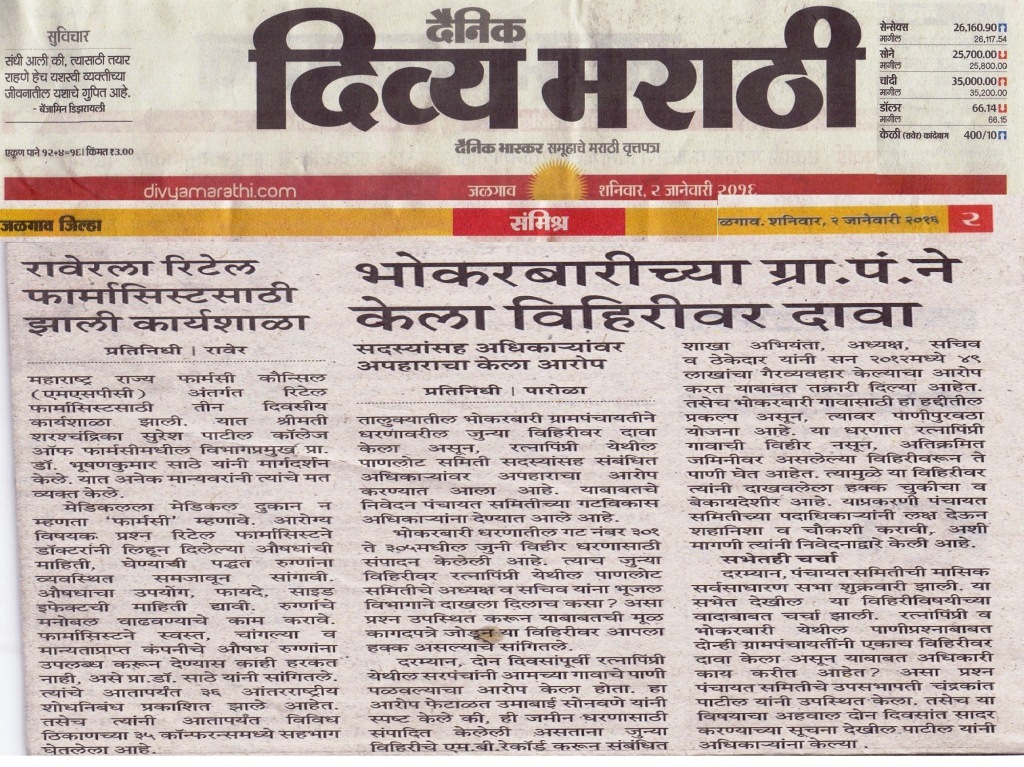 सुविचार
संधी आली की, त्यासाठी तयार
राहणे हेच यशस्वी व्यक्तीच्या
जीवनातील यशाचे गुपित आहे.
- बेंजामिन डिझरायली
एकूण पाने १२+४=१६। किंमत ₹3.00
दैनिक
दिव्य मराठी
दैनिक भास्कर समूहाचे मराठी वृत्तपत्र
सेन्सेक्स 26,160.90
मागील 26,117.54
सोने 25,700.00
मागील 25,800.00
चांदी 35,000.00
मागील 35,200.00
डॉलर 66.14
मागील 66.15
केळी (रावेर) कांदेबाग 400/10
divyamarathi.com जळगाव शनिवार, २ जानेवारी २०१६
जळगाव जिल्हा संमिश्र ळगाव. शनिवार, २ जानेवारी २०१६ २
रावेरला रिटेल
फार्मासिस्टसाठी
झाली कार्यशाळा
प्रतिनिधी | रावेर
महाराष्ट्र राज्य फार्मसी कौन्सिल
(एमएसपीसी) अंतर्गत रिटेल
फार्मासिस्टसाठी तीन दिवसीय
कार्यशाळा झाली. यात श्रीमती
शरश्चंद्रिका सुरेश पाटील कॉलेज
ऑफ फार्मसीमधील विभागप्रमुख प्रा.
डॉ. भूषणकुमार साठे यांनी मार्गदर्शन
केले. यात अनेक मान्यवरांनी त्यांचे मत
व्यक्त केले.
मेडिकलला मेडिकल दुकान न
म्हणता 'फार्मसी' म्हणावे. आरोग्य
विषयक प्रश्न रिटेल फार्मासिस्टने
डॉक्टरांनी लिहून दिलेल्या औषधांची
माहिती, घेण्याची पद्धत रुग्णांना
व्यवस्थित समजावून सांगावी.
औषधाचा उपयोग, फायदे, साइड
इफेक्टची माहिती द्यावी. रुग्णांचे
मनोबल वाढवण्याचे काम करावे.
फार्मासिस्टने स्वस्त, चांगल्या व
मान्यताप्राप्त कंपनीचे औषध रुग्णांना
उपलब्ध करून देण्यास काही हरकत
नाही, असे प्रा.डॉ. साठे यांनी सांगितले.
त्यांचे आतापर्यंत ३६ आंतरराष्ट्रीय
शोधनिबंध प्रकाशित झाले आहेत.
तसेच त्यांनी आतापर्यंत विविध
ठिकाणच्या ३५ कॉन्फरन्समध्ये सहभाग
घेतलेला आहे.
भोकरबारीच्या ग्रा.पं.ने
केला विहिरीवर दावा
सदस्यांसह अधिकाऱ्यांवर
अपहाराचा केला आरोप
प्रतिनिधी | पारोळा
तालुक्यातील भोकरबारी ग्रामपंचायतीने
धरणावरील जुन्या विहिरीवर दावा
केला असून, रत्नापिंप्री येथील
पाणलोट समिती सदस्यांसह संबंधित
अधिकाऱ्यांवर अपहाराचा आरोप
करण्यात आला आहे. याबाबतचे
निवेदन पंचायत समितीच्या गटविकास
अधिकाऱ्यांना देण्यात आले आहे.
भोकरबारी धरणातील गट नंबर ३०१
ते ३०५मधील जुनी विहीर धरणासाठी
संपादन केलेली आहे. त्याच जुन्या
विहिरीवर रत्नापिंप्री येथील पाणलोट
समितीचे अध्यक्ष व सचिव यांना भूजल
विभागाने दाखला दिलाच कसा? असा
प्रश्न उपस्थित करून याबाबतची मूळ
कागदपत्रे जोडून या विहिरीवर आपला
हक्क असल्याचे सांगितले.
दरम्यान, दोन दिवसांपूर्वी रत्नापिंप्री
येथील सरपंचांनी आमच्या गावाचे पाणी
पळवल्याचा आरोप केला होता. हा
आरोप फेटाळत उमाबाई सोनवणे यांनी
स्पष्ट केले की, ही जमीन धरणासाठी
संपादित केलेली असताना जुन्या
विहिरीचे एम.बी.रेकॉर्ड करून संबंधित
शाखा अभियंता, अध्यक्ष, सचिव
व ठेकेदार यांनी सन २०१२मध्ये ४९
लाखांचा गैरव्यवहार केल्याचा आरोप
करत याबाबत तक्रारी दिल्या आहेत.
तसेच भोकरबारी गावासाठी हा हद्दीतील
प्रकल्प असून, त्यावर पाणीपुरवठा
योजना आहे. या धरणात रत्नापिंप्री
गावाची विहीर नसून, अतिक्रमित
जमिनीवर असलेल्या विहिरीवरून ते
पाणी घेत आहेत. त्यामुळे या विहिरीवर
त्यांनी दाखवलेला हक्क चुकीचा व
बेकायदेशीर आहे. याप्रकरणी पंचायत
समितीच्या पदाधिकाऱ्यांनी लक्ष देऊन
शहानिशा व चौकशी करावी, अशी
मागणी त्यांनी निवेदनाद्वारे केली आहे.
सभेतही चर्चा
दरम्यान, पंचायत समितीची मासिक
सर्वसाधारण सभा शुक्रवारी झाली. या
सभेत देखील या विहिरीविषयीच्या
वादाबाबत चर्चा झाली. रत्नापिंप्री व
भोकरबारी येथील पाणीप्रश्नाबाबत
दोन्ही ग्रामपंचायतींनी एकाच विहिरीवर
दावा केला असून याबाबत अधिकारी
काय करीत आहेत? असा प्रश्न
पंचायत समितीचे उपसभापती चंद्रकांत
पाटील यांनी उपस्थित केला. तसेच या
विषयाचा अहवाल दोन दिवसांत सादर
करण्याच्या सूचना देखील पाटील यांनी
अधिकाऱ्यांना केल्या .